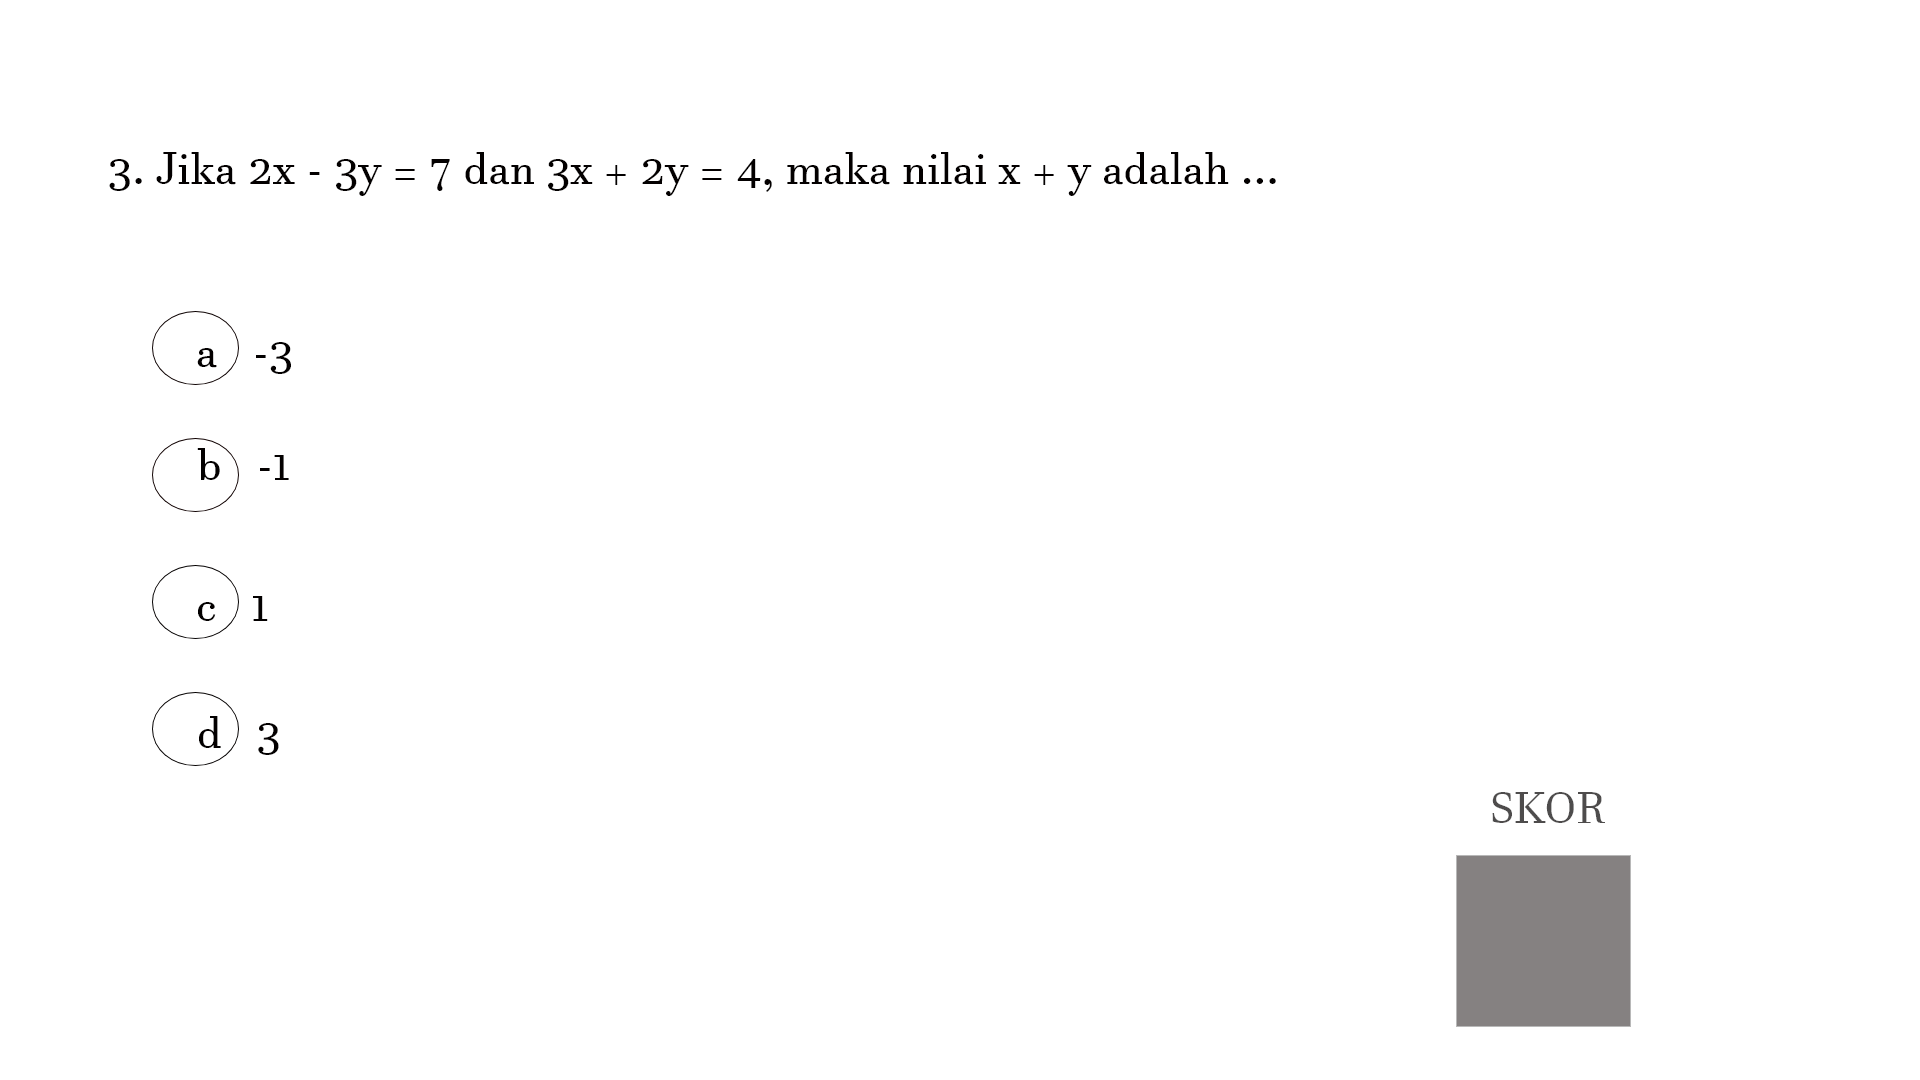 3. Jika 2x - 3y = 7 dan 3x + 2y = 4, maka nilai x + y adalah ...
a -3
b -1
c 1
d 3
SKOR